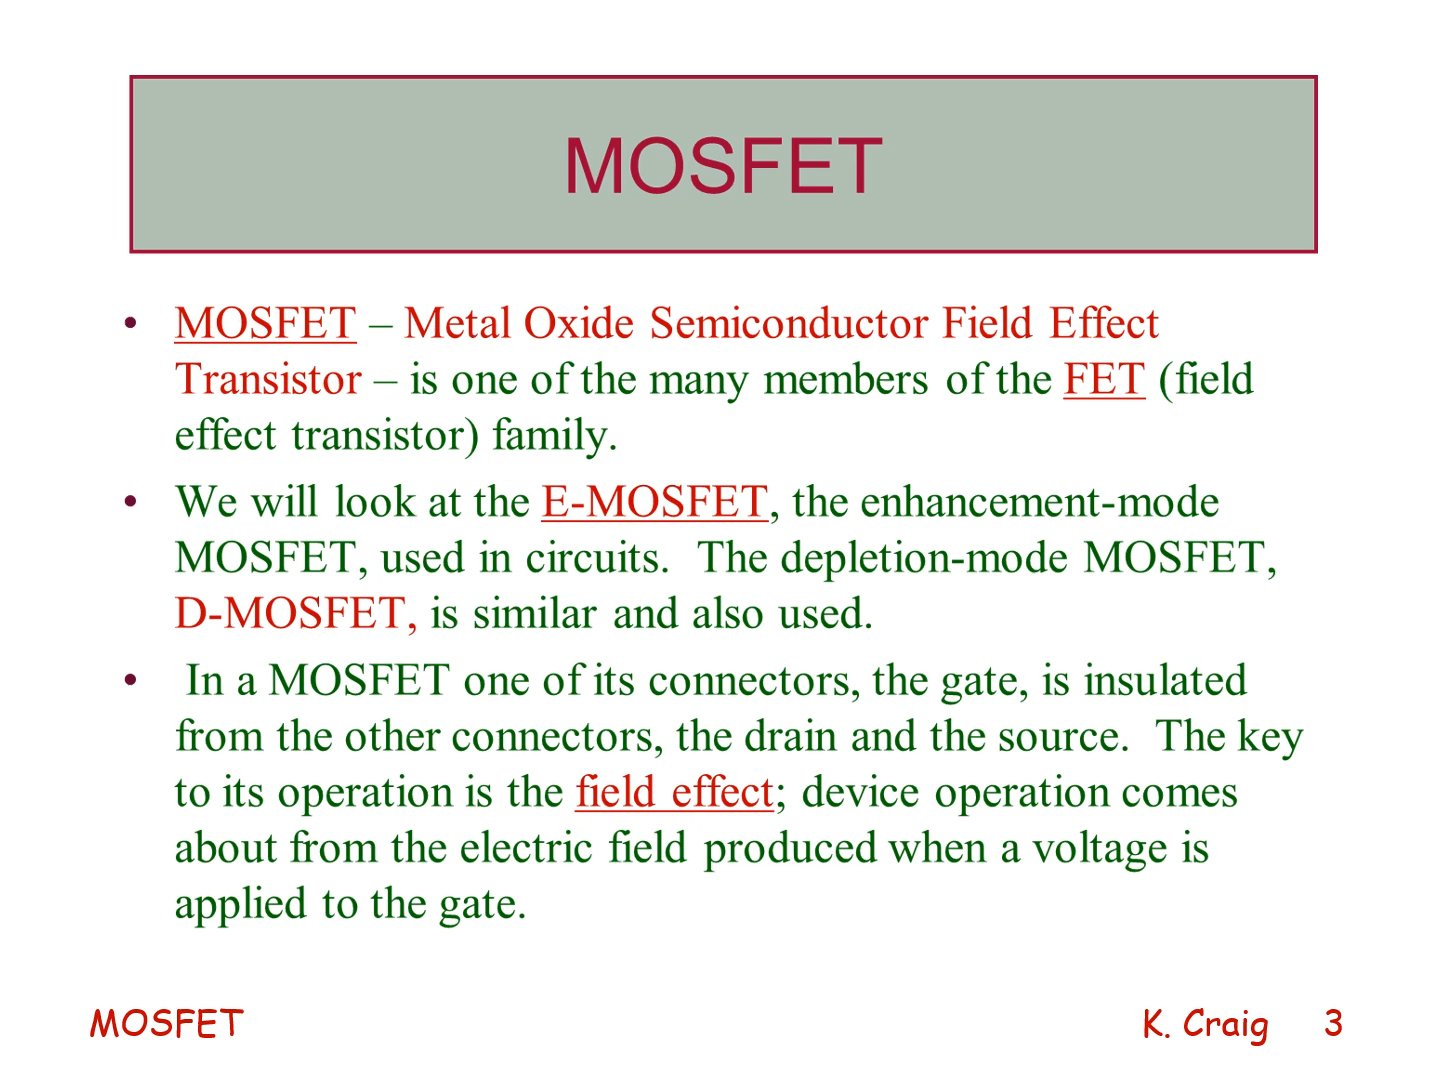 MOSFET
• MOSFET – Metal Oxide Semiconductor Field Effect
Transistor – is one of the many members of the FET (field
effect transistor) family.
• We will look at the E-MOSFET, the enhancement-mode
MOSFET, used in circuits.  The depletion-mode MOSFET,
D-MOSFET, is similar and also used.
• In a MOSFET one of its connectors, the gate, is insulated
from the other connectors, the drain and the source.  The key
to its operation is the field effect; device operation comes
about from the electric field produced when a voltage is
applied to the gate.
MOSFET K. Craig 3